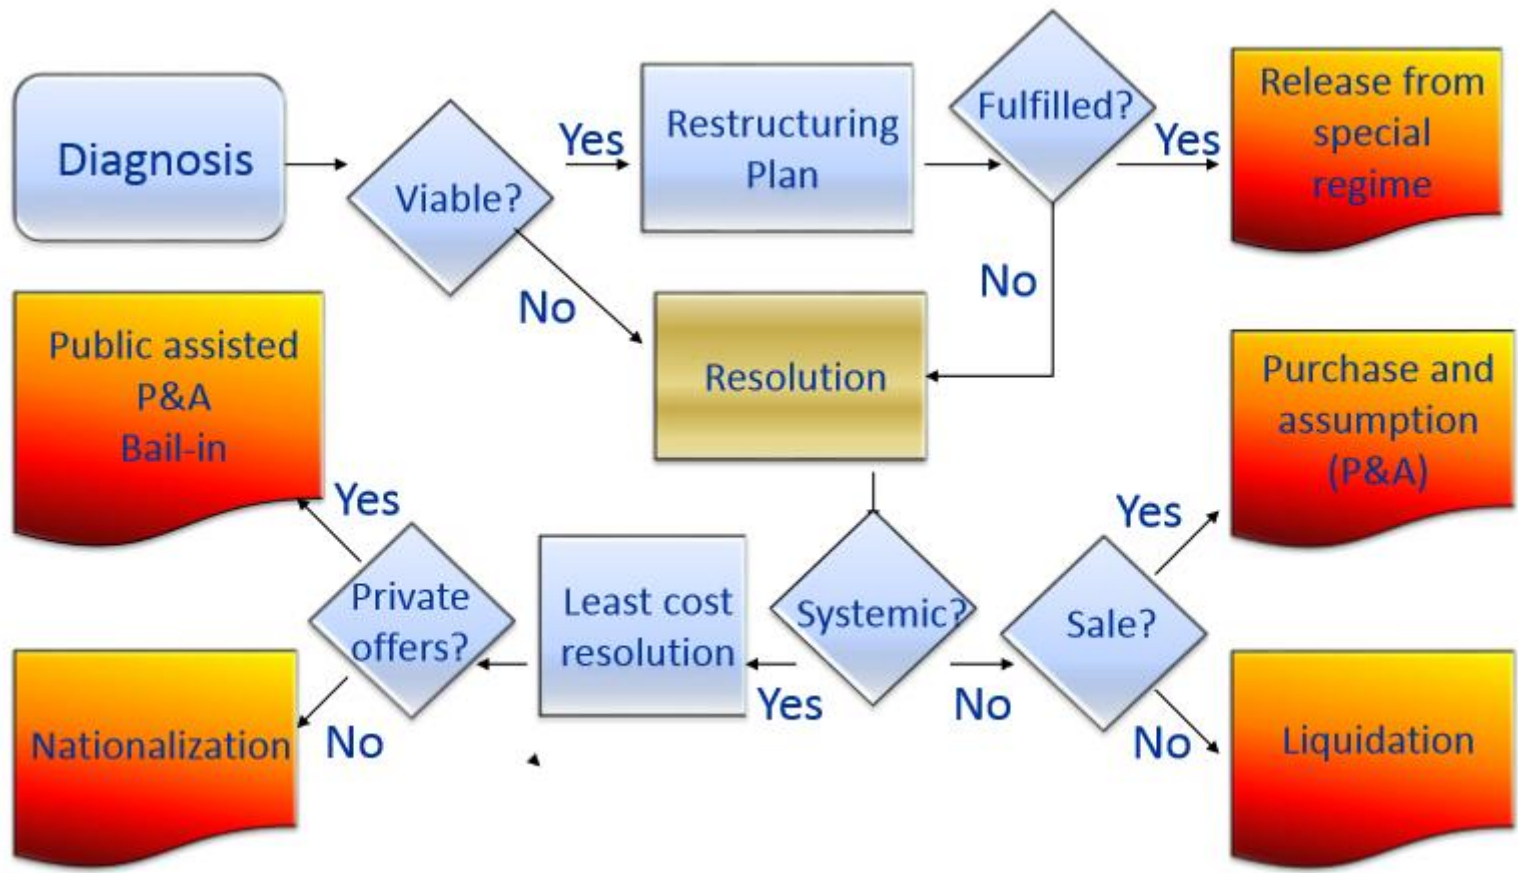 Diagnosis
Viable?
Yes
Restructuring
Plan
Fulfilled?
Yes
Release from
special
regime
No
No
Resolution
Public assisted
P&A
Bail-in
Purchase and
assumption
(P&A)
Yes
Yes
Private
offers?
Least cost
resolution
Systemic?
Sale?
Yes
No
No
No
Nationalization
Liquidation